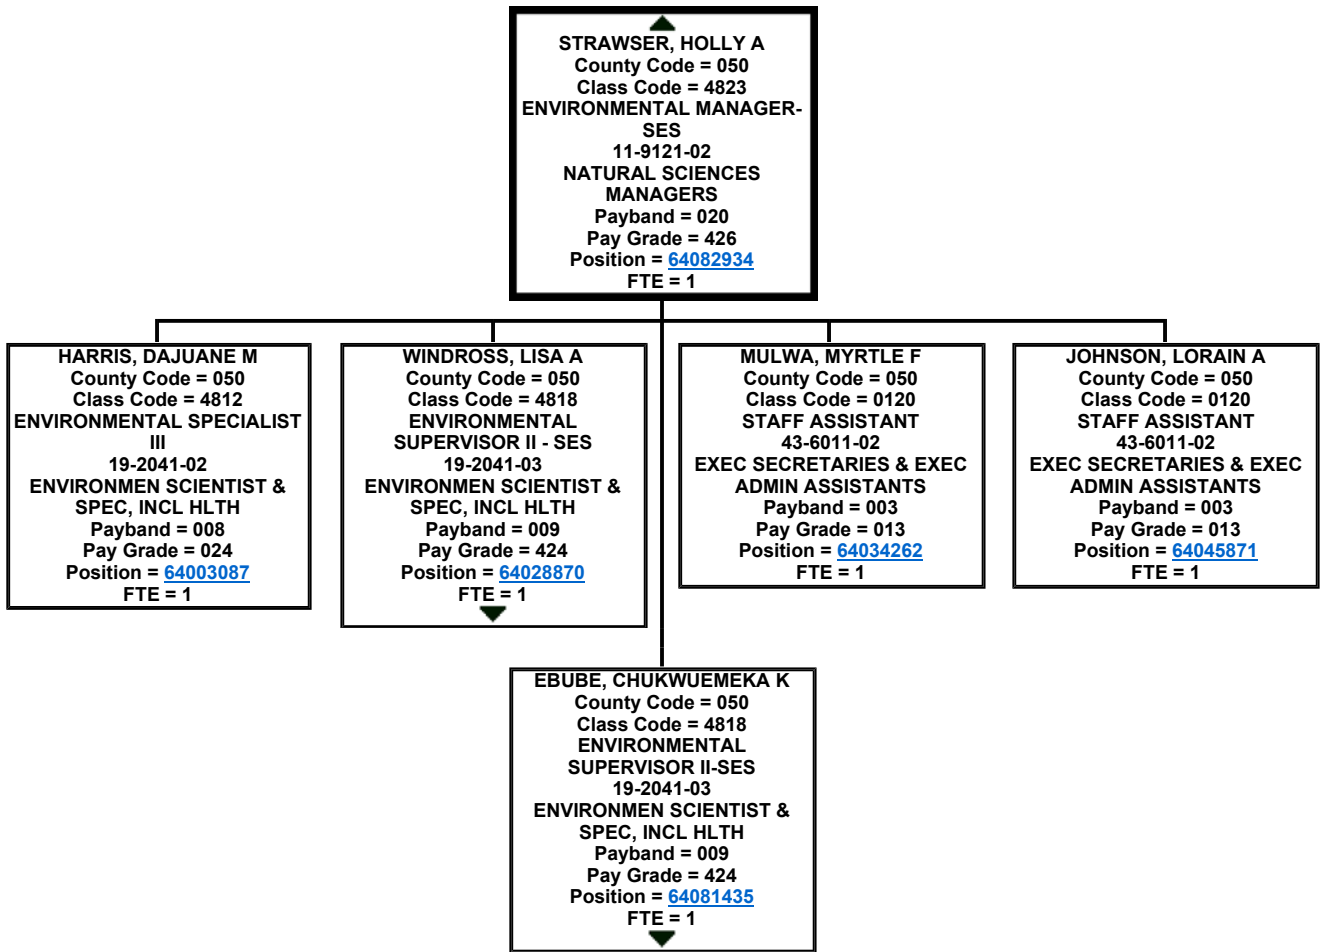 STRAWSER, HOLLY A
County Code = 050
Class Code = 4823
ENVIRONMENTAL MANAGER-
SES
11-9121-02
NATURAL SCIENCES
MANAGERS
Payband = 020
Pay Grade = 426
Position = 64082934
FTE = 1
HARRIS, DAJUANE M
County Code = 050
Class Code = 4812
ENVIRONMENTAL SPECIALIST
III
19-2041-02
ENVIRONMEN SCIENTIST &
SPEC, INCL HLTH
Payband = 008
Pay Grade = 024
Position = 64003087
FTE = 1
WINDROSS, LISA A
County Code = 050
Class Code = 4818
ENVIRONMENTAL
SUPERVISOR II - SES
19-2041-03
ENVIRONMEN SCIENTIST &
SPEC, INCL HLTH
Payband = 009
Pay Grade = 424
Position = 64028870
FTE = 1
MULWA, MYRTLE F
County Code = 050
Class Code = 0120
STAFF ASSISTANT
43-6011-02
EXEC SECRETARIES & EXEC
ADMIN ASSISTANTS
Payband = 003
Pay Grade = 013
Position = 64034262
FTE = 1
JOHNSON, LORAIN A
County Code = 050
Class Code = 0120
STAFF ASSISTANT
43-6011-02
EXEC SECRETARIES & EXEC
ADMIN ASSISTANTS
Payband = 003
Pay Grade = 013
Position = 64045871
FTE = 1
EBUBE, CHUKWUEMEKA K
County Code = 050
Class Code = 4818
ENVIRONMENTAL
SUPERVISOR II-SES
19-2041-03
ENVIRONMEN SCIENTIST &
SPEC, INCL HLTH
Payband = 009
Pay Grade = 424
Position = 64081435
FTE = 1